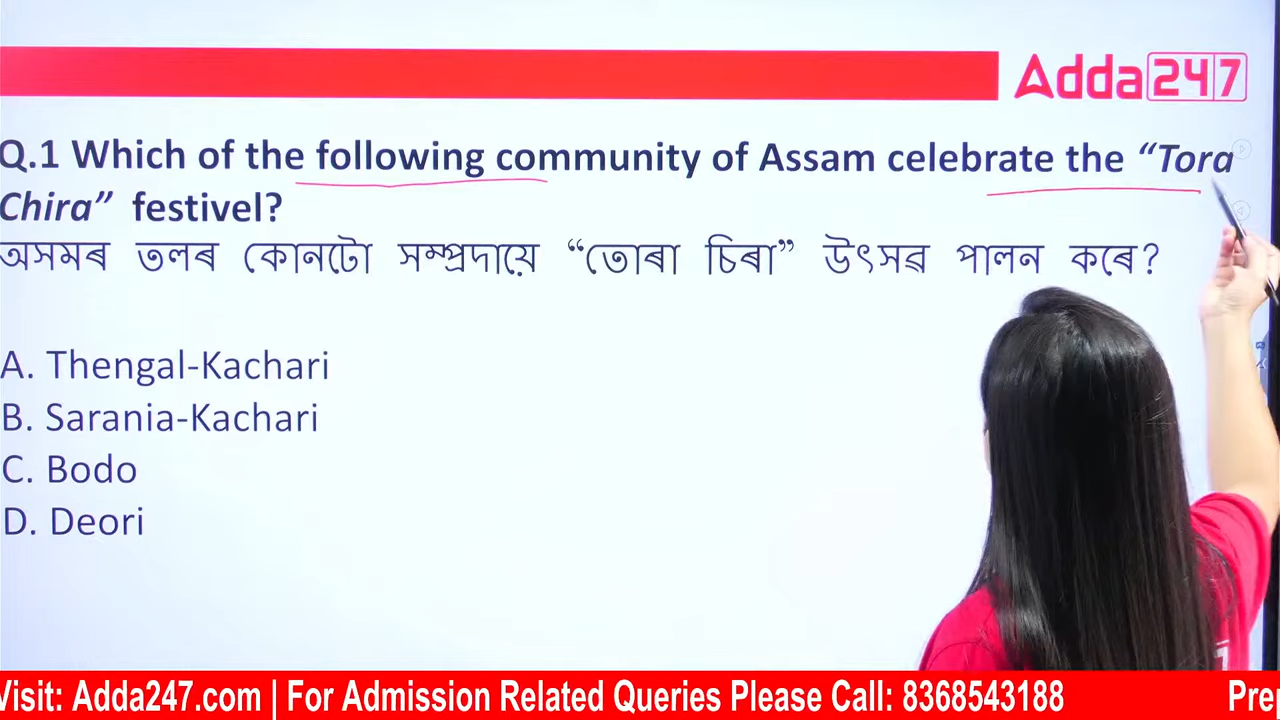 Adda247
Q.1 Which of the following community of Assam celebrate the “Tora
Chira” festivel?
অসমৰ তলৰ কোনটো সম্প্ৰদায়ে “তোৰা চিৰা” উৎসৱ পালন কৰে?
A. Thengal-Kachari
B. Sarania-Kachari
C. Bodo
D. Deori
Visit: Adda247.com | For Admission Related Queries Please Call: 8368543188
Pre